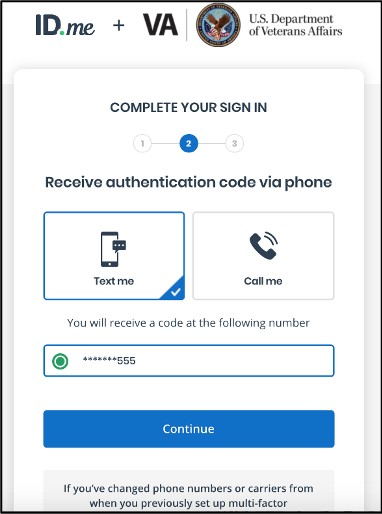 ID.me + VA U.S. Department
of Veterans Affairs
COMPLETE YOUR SIGN IN
1 2 3
Receive authentication code via phone
Text me Call me
You will receive a code at the following number
*******555
Continue
If you've changed phone numbers or carriers from
when you previously set up multi-factor